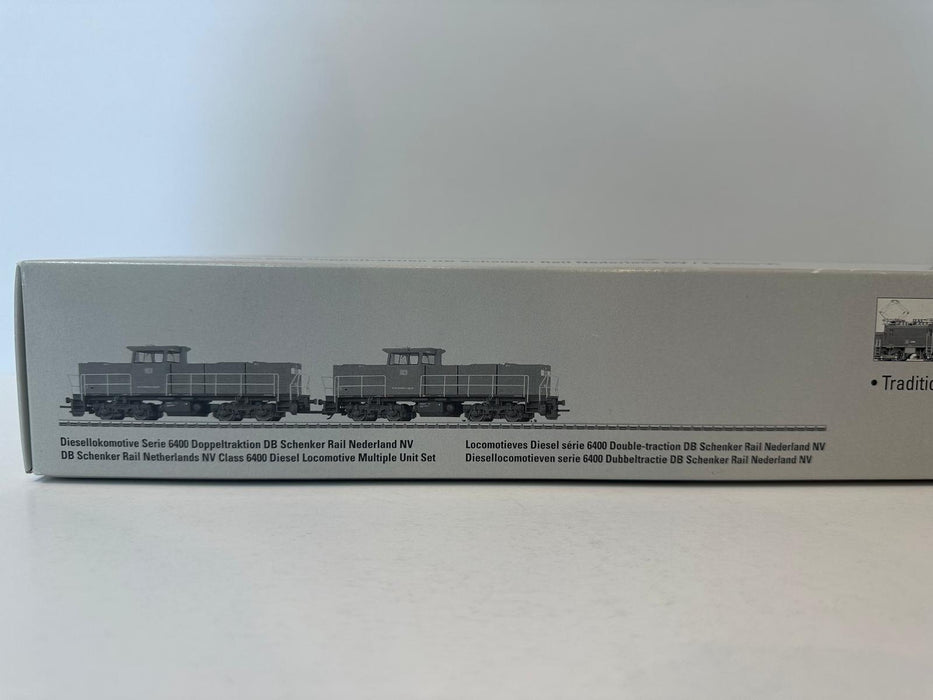 Diesellokomotive Serie 6400 Doppeltraktion DB Schenker Rail Nederland NV
DB Schenker Rail Netherlands NV Class 6400 Diesel Locomotive Multiple Unit Set
Locomotieves Diesel série 6400 Double-traction DB Schenker Rail Nederland NV
Diesellocomotieven serie 6400 Dubbeltractie DB Schenker Rail Nederland NV
• Traditio